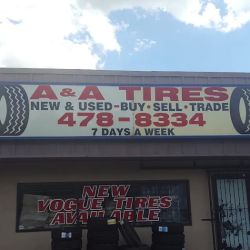 A&A TIRES
NEW & USED-BUY•SELL•TRADE
478-8334
7 DAYS A WEEK
NEW
VOGUE TIRES
AVAILABLE